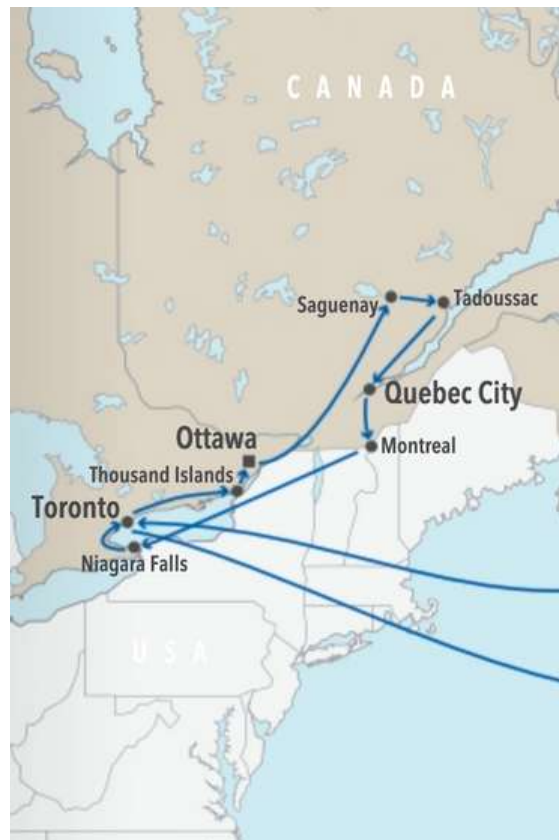 CANADA
Saguenay
Tadoussac
Quebec City
Ottawa
Montreal
Thousand Islands
Toronto
Niagara Falls
USA